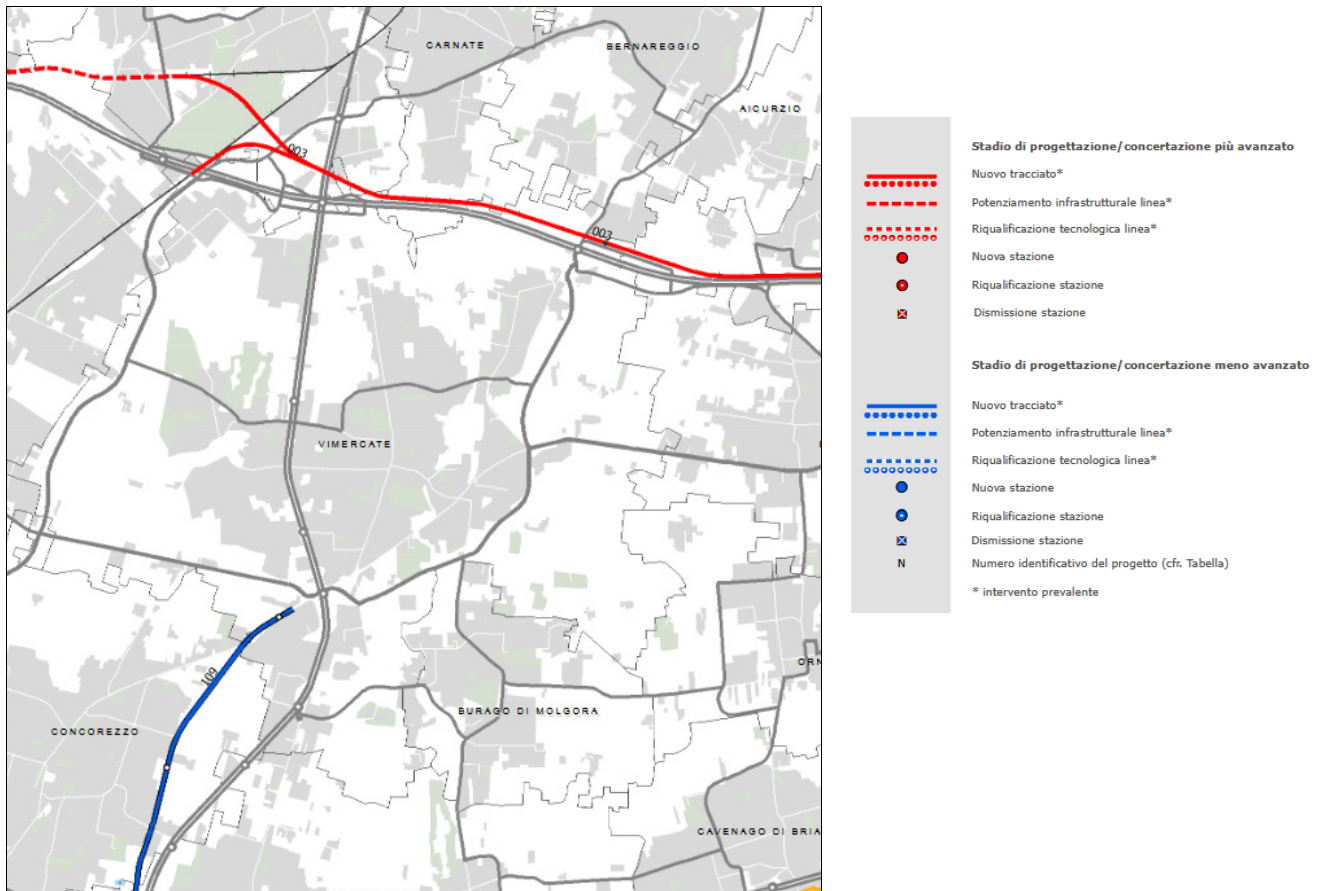 CARNATE
BERNAREGGIO
AICURZIO
003
003
VIMERCATE
109
ORN
BURAGO DI MOLGORA
CONCOREZZO
CAVENAGO DI BRIA
Stadio di progettazione/concertazione più avanzato
Nuovo tracciato*
Potenziamento infrastrutturale linea*
Riqualificazione tecnologica linea*
Nuova stazione
Riqualificazione stazione
Dismissione stazione
Stadio di progettazione/concertazione meno avanzato
Nuovo tracciato*
Potenziamento infrastrutturale linea*
Riqualificazione tecnologica linea*
Nuova stazione
Riqualificazione stazione
Dismissione stazione
N Numero identificativo del progetto (cfr. Tabella)
* intervento prevalente